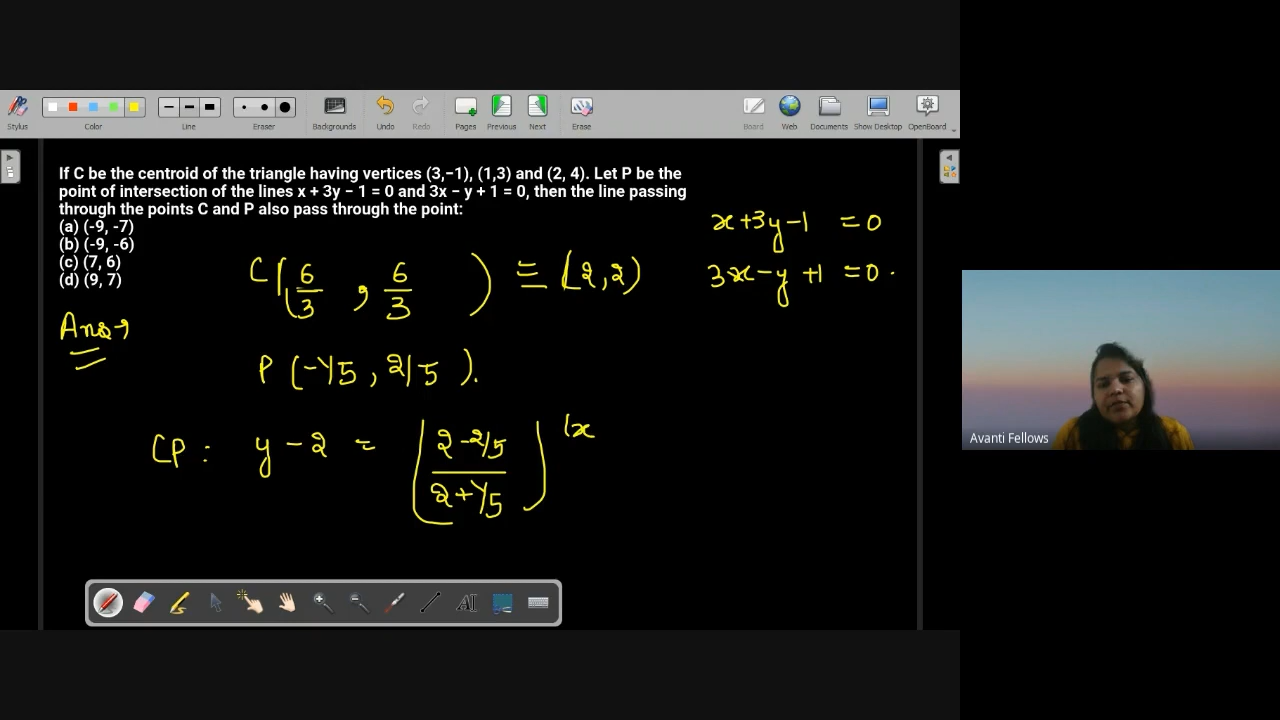 Stylus
Color
Line
Eraser
Backgrounds
Undo
Redo
Pages
Previous
Next
Erase
Board
Web
Documents
Show Desktop
OpenBoard
If C be the centroid of the triangle having vertices (3,−1), (1,3) and (2, 4). Let P be the
point of intersection of the lines x + 3y − 1 = 0 and 3x − y + 1 = 0, then the line passing
through the points C and P also pass through the point:
(a) (-9, -7)
(b) (-9, -6)
(c) (7, 6)
(d) (9, 7)
x+3y-1 = 0
3x-y+1 = 0.
C(6/3, 6/3) ≡ (2,2)
Ans→
P(-1/5, 2/5).
CP: y-2 = (2-2/5 / 2+1/5) (x
AI
Avanti Fellows